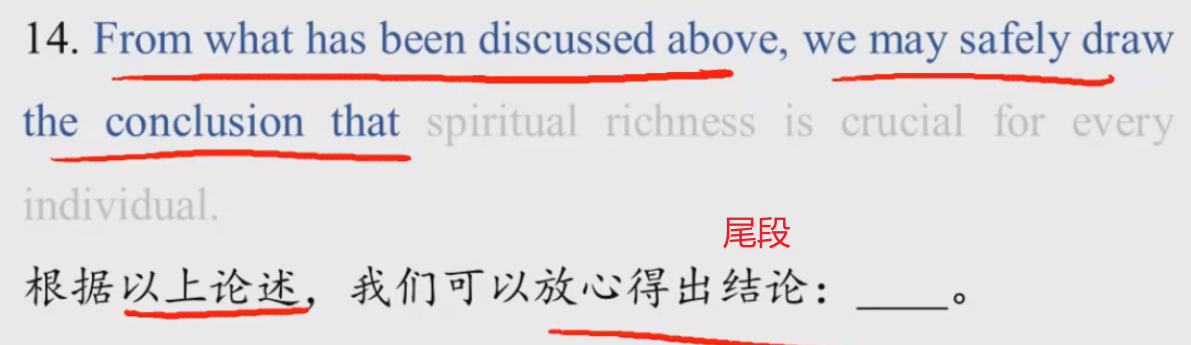 14. From what has been discussed above, we may safely draw
the conclusion that spiritual richness is crucial for every
individual.
尾段
根据以上论述，我们可以放心得出结论：____。